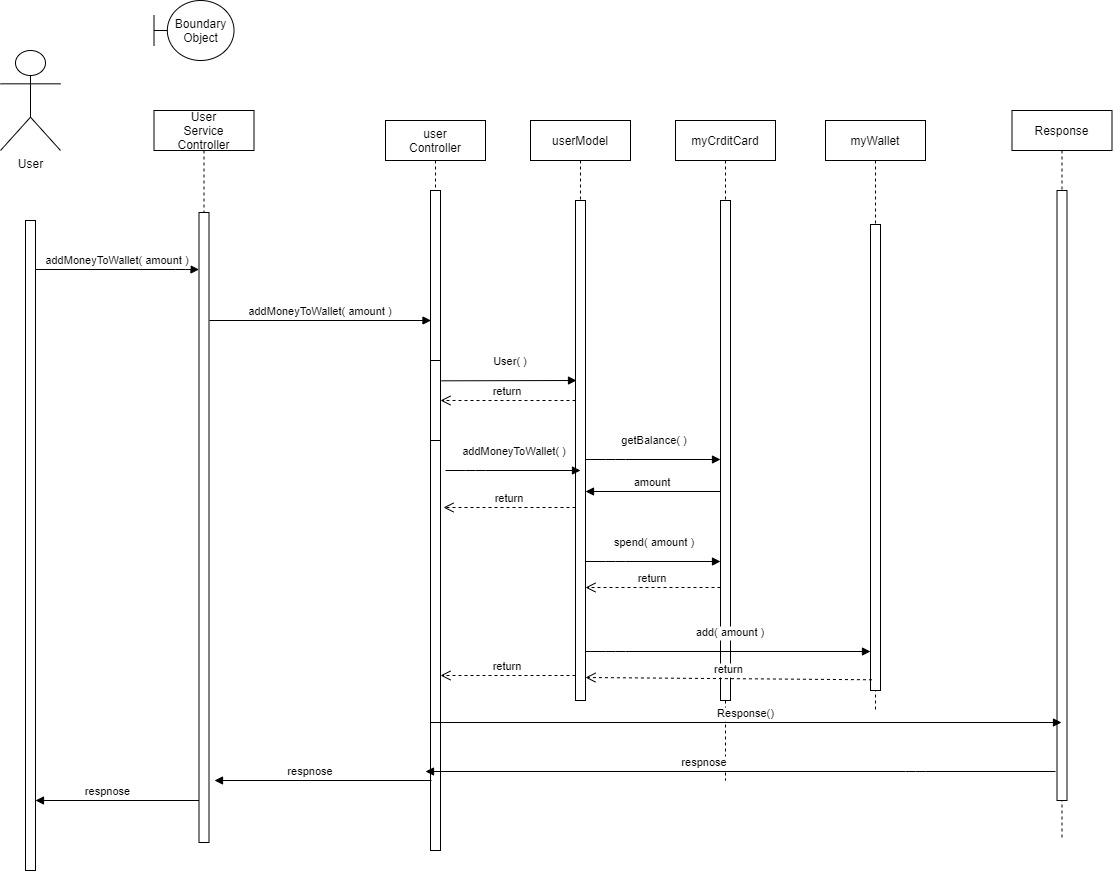 Boundary
Object
User
User
Service
Controller
user
Controller
userModel
myCrditCard
myWallet
Response
addMoneyToWallet( amount )
addMoneyToWallet( amount )
User( )
return
getBalance( )
addMoneyToWallet( )
amount
return
spend( amount )
return
add( amount )
return
return
Response()
respnose
respnose
respnose